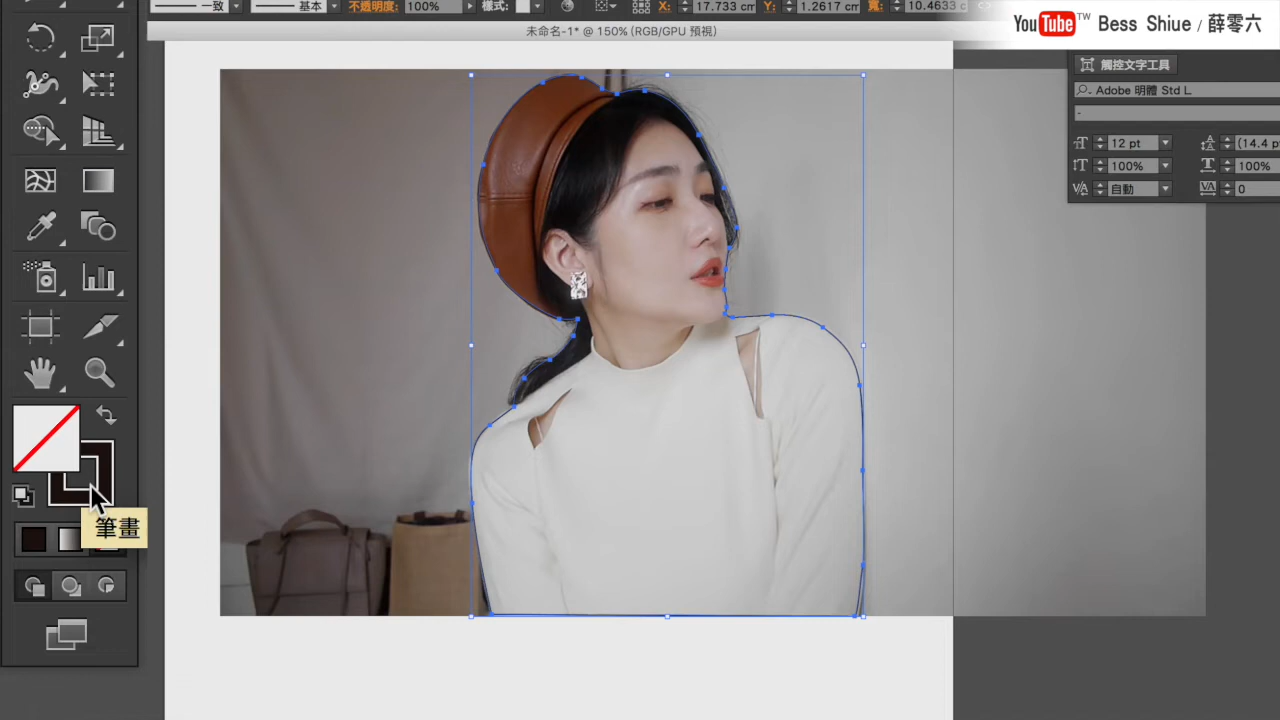 一致
基本
不透明度: 100%
樣式:
X: 17.733 cm
Y: 1.2617 cm
寬: 10.4633 c
未命名-1* @ 150% (RGB/GPU 預視)
YouTube TW Bess Shiue / 薛零六
觸控文字工具
Adobe 明體 Std L
-
12 pt
(14.4 p
100%
100%
自動
0
筆畫